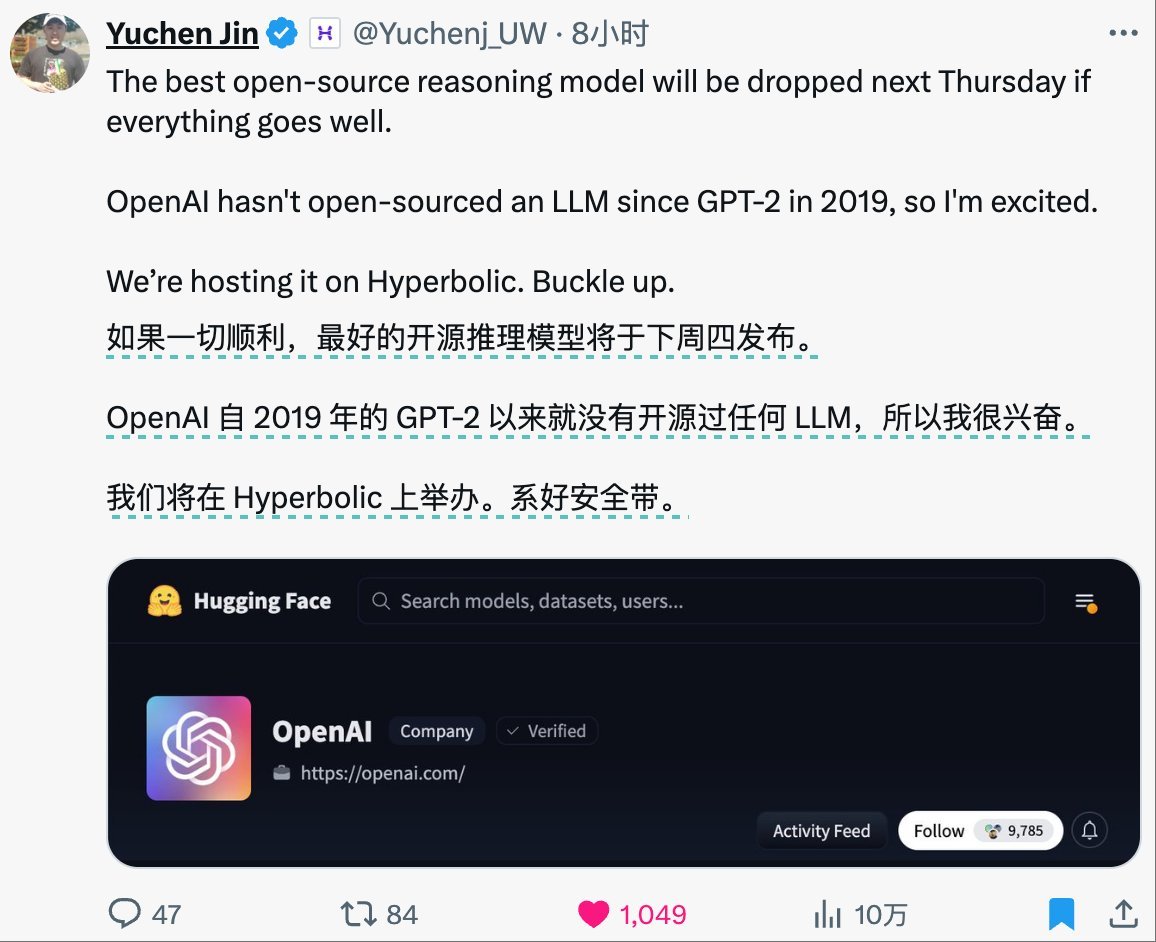 Yuchen Jin @Yuchenj_UW · 8小时
The best open-source reasoning model will be dropped next Thursday if
everything goes well.
OpenAI hasn't open-sourced an LLM since GPT-2 in 2019, so I'm excited.
We’re hosting it on Hyperbolic. Buckle up.
如果一切顺利，最好的开源推理模型将于下周四发布。
OpenAI 自 2019 年的 GPT-2 以来就没有开源过任何 LLM，所以我很兴奋。
我们将在 Hyperbolic 上举办。系好安全带。
Hugging Face Search models, datasets, users...
OpenAI Company Verified
https://openai.com/
Activity Feed Follow 9,785
47 84 1,049 10万